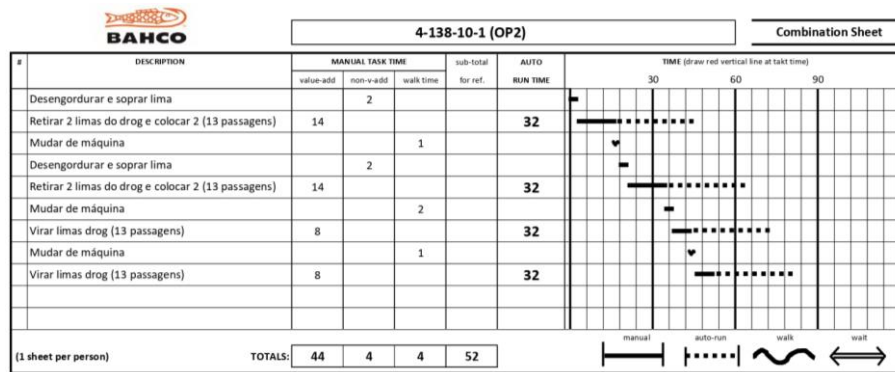 BAHCO
4-138-10-1 (OP2)
Combination Sheet
# DESCRIPTION MANUAL TASK TIME sub-total AUTO TIME (draw red vertical line at takt time)
value-add non-v-add walk time for ref. RUN TIME 30 60 90
Desengordurar e soprar lima 2
Retirar 2 limas do drog e colocar 2 (13 passagens) 14 32
Mudar de máquina 1
Desengordurar e soprar lima 2
Retirar 2 limas do drog e colocar 2 (13 passagens) 14 32
Mudar de máquina 2
Virar limas drog (13 passagens) 8 32
Mudar de máquina 1
Virar limas drog (13 passagens) 8 32
manual auto-run walk wait
(1 sheet per person) TOTALS: 44 4 4 52